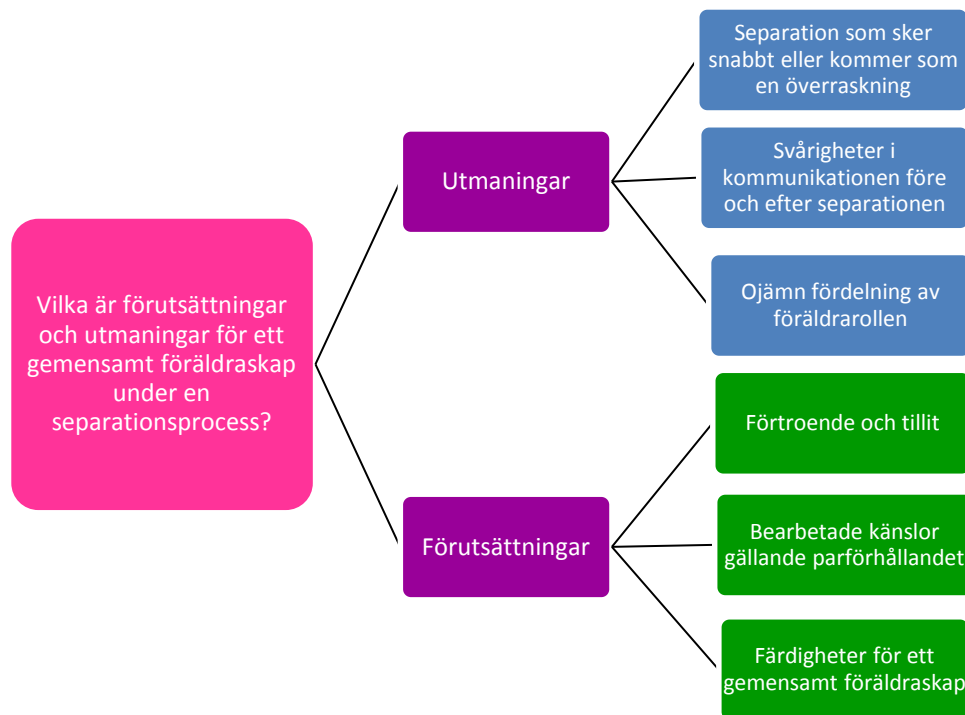 Vilka är förutsättningar
och utmaningar för ett
gemensamt föräldraskap
under en
separationsprocess?
Utmaningar
Separation som sker
snabbt eller kommer som
en överraskning
Svårigheter i
kommunikationen före
och efter separationen
Ojämn fördelning av
föräldrarollen
Förutsättningar
Förtroende och tillit
Bearbetade känslor
gällande parförhållandet
Färdigheter för ett
gemensamt föräldraskap